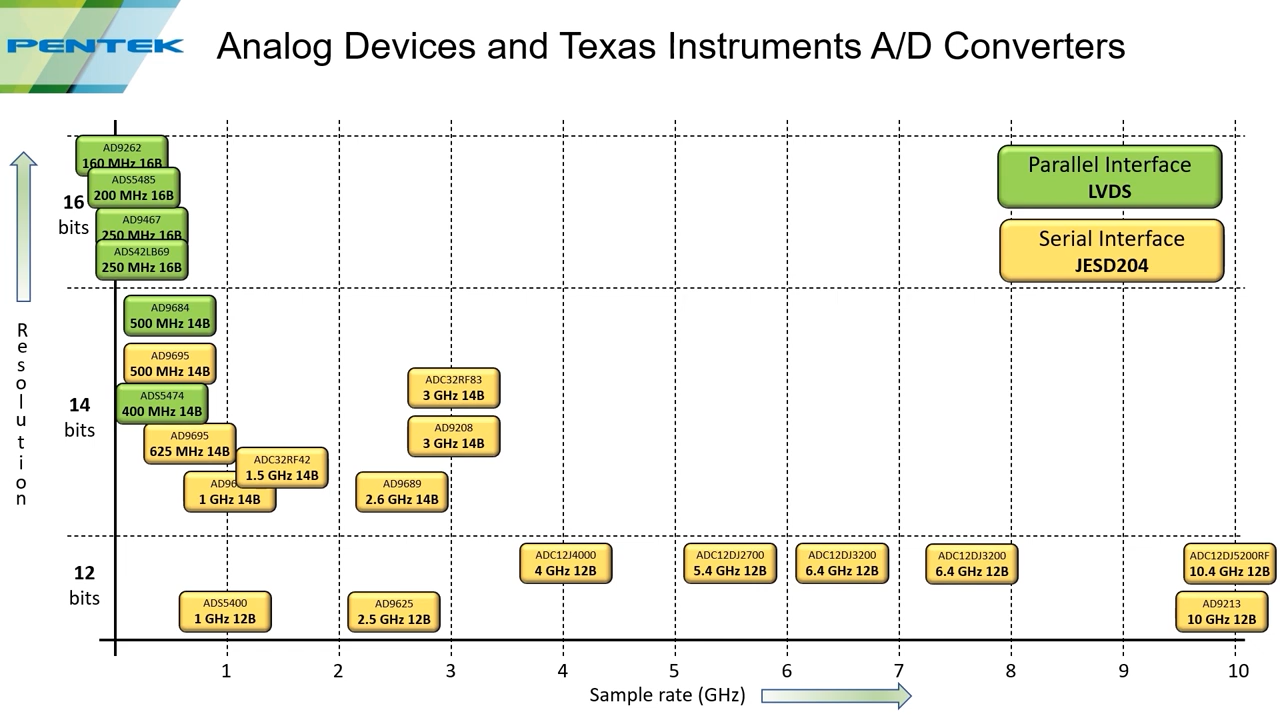 PENTEK
Analog Devices and Texas Instruments A/D Converters
AD9262
160 MHz 16B
ADS5485
200 MHz 16B
AD9467
250 MHz 16B
ADS42LB69
250 MHz 16B
16
bits
Parallel Interface
LVDS
Serial Interface
JESD204
Resolution
AD9684
500 MHz 14B
AD9695
500 MHz 14B
ADS5474
400 MHz 14B
AD9695
625 MHz 14B
ADC32RF42
1.5 GHz 14B
AD96
1 GHz 14B
14
bits
ADC32RF83
3 GHz 14B
AD9208
3 GHz 14B
AD9689
2.6 GHz 14B
12
bits
ADC12J4000
4 GHz 12B
ADC12DJ2700
5.4 GHz 12B
ADC12DJ3200
6.4 GHz 12B
ADC12DJ3200
6.4 GHz 12B
ADC12DJ5200RF
10.4 GHz 12B
ADS5400
1 GHz 12B
AD9625
2.5 GHz 12B
AD9213
10 GHz 12B
1 2 3 4 5 6 7 8 9 10
Sample rate (GHz)